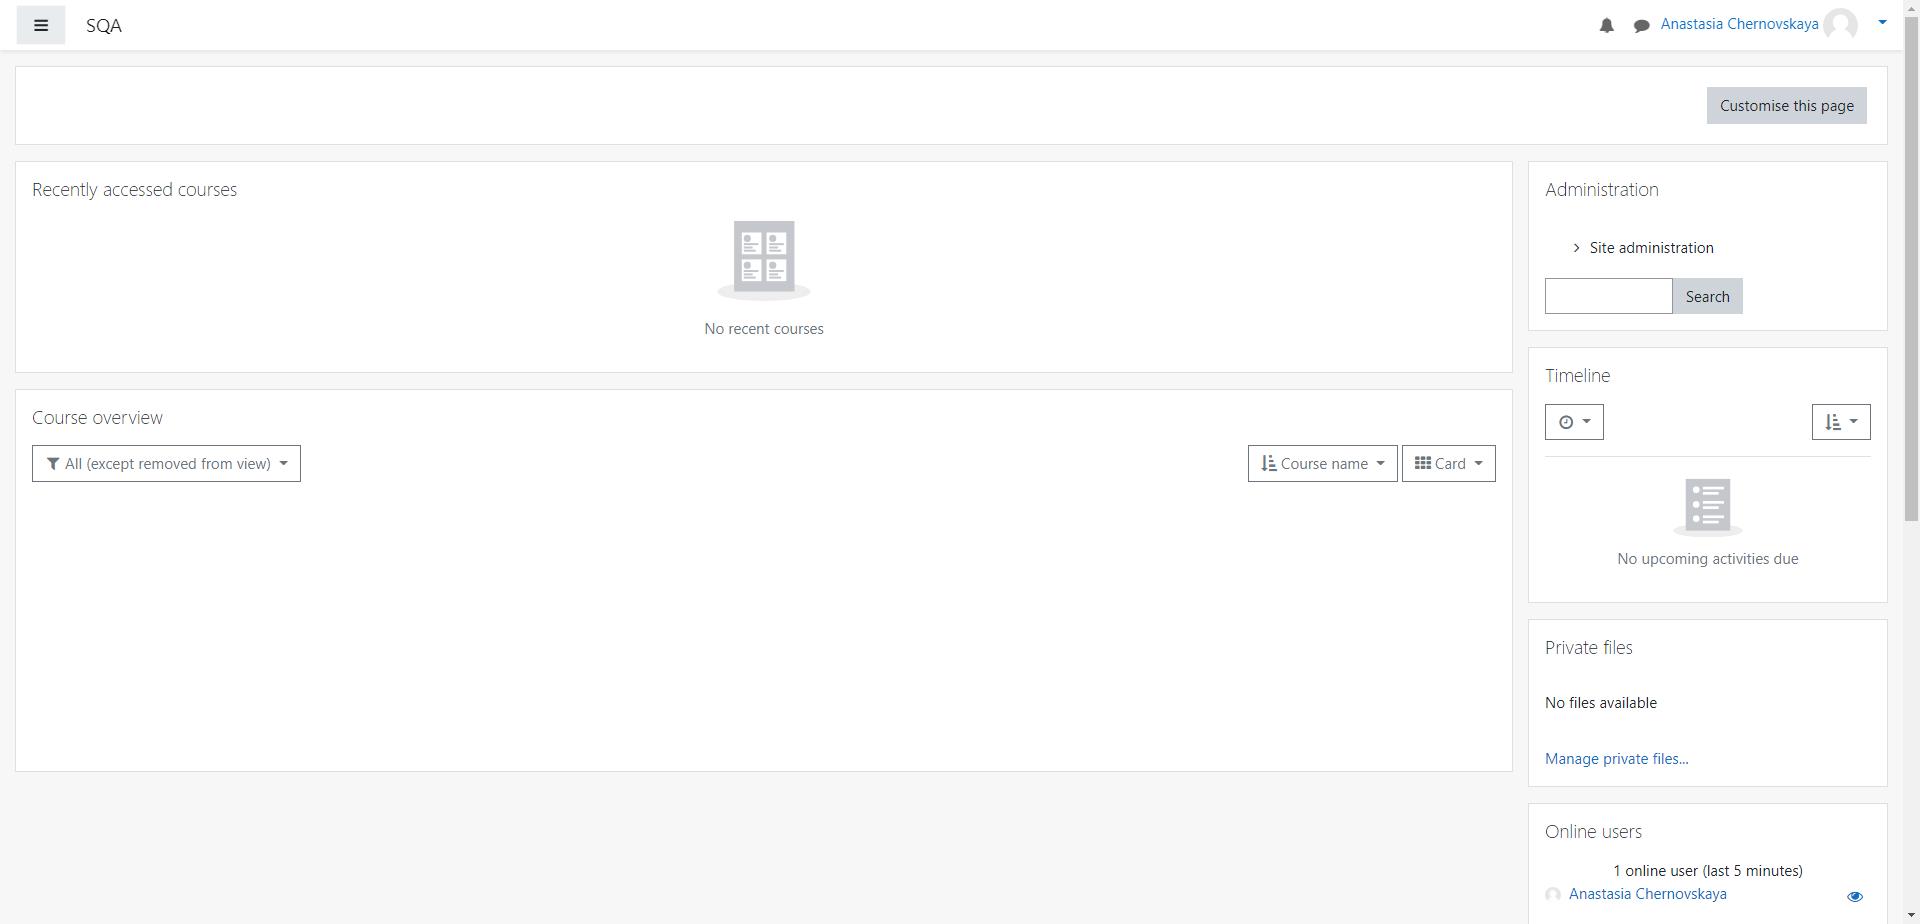 SQA
Anastasia Chernovskaya
Customise this page
Recently accessed courses
No recent courses
Course overview
All (except removed from view)
Course name
Card
Administration
Site administration
Search
Timeline
No upcoming activities due
Private files
No files available
Manage private files...
Online users
1 online user (last 5 minutes)
Anastasia Chernovskaya